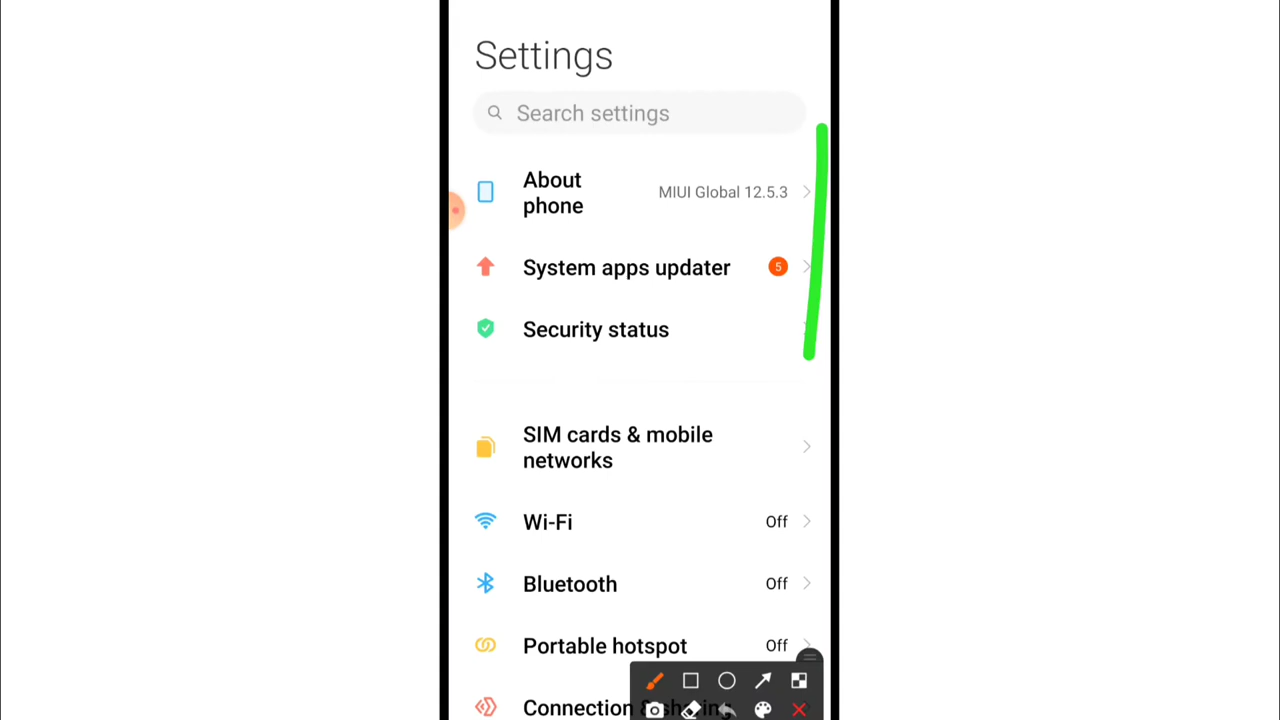 Settings
Search settings
About
phone
MIUI Global 12.5.3
System apps updater
5
Security status
SIM cards & mobile
networks
Wi-Fi
Off
Bluetooth
Off
Portable hotspot
Off
Connection & sharing